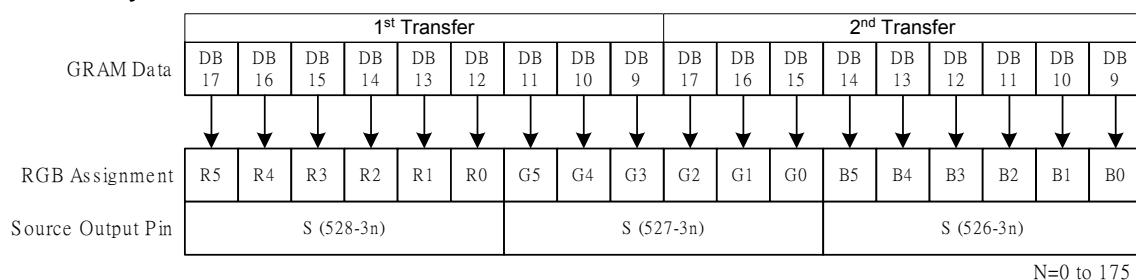 1st Transfer 2nd Transfer
GRAM Data DB 17 DB 16 DB 15 DB 14 DB 13 DB 12 DB 11 DB 10 DB 9 DB 17 DB 16 DB 15 DB 14 DB 13 DB 12 DB 11 DB 10 DB 9
RGB Assignment R5 R4 R3 R2 R1 R0 G5 G4 G3 G2 G1 G0 B5 B4 B3 B2 B1 B0
Source Output Pin S (528-3n) S (527-3n) S (526-3n)
N=0 to 175